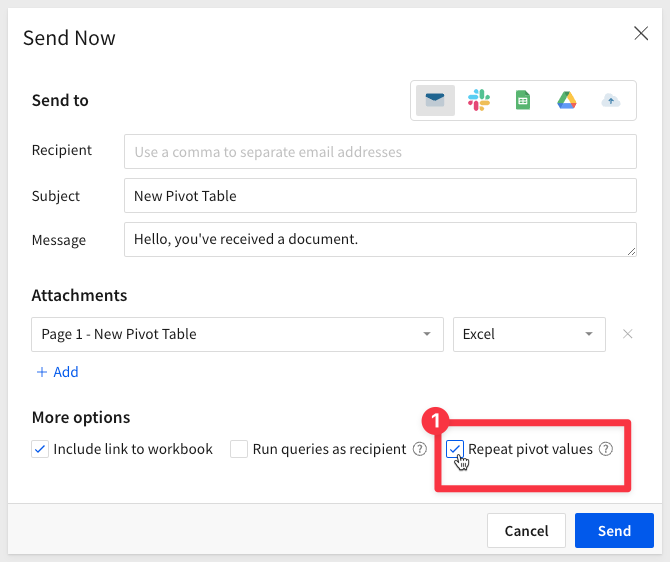 Send Now
Send to
Recipient
Use a comma to separate email addresses
Subject
New Pivot Table
Message
Hello, you've received a document.
Attachments
Page 1 - New Pivot Table
Excel
+ Add
More options
1
Include link to workbook
Run queries as recipient ?
Repeat pivot values ?
Cancel
Send